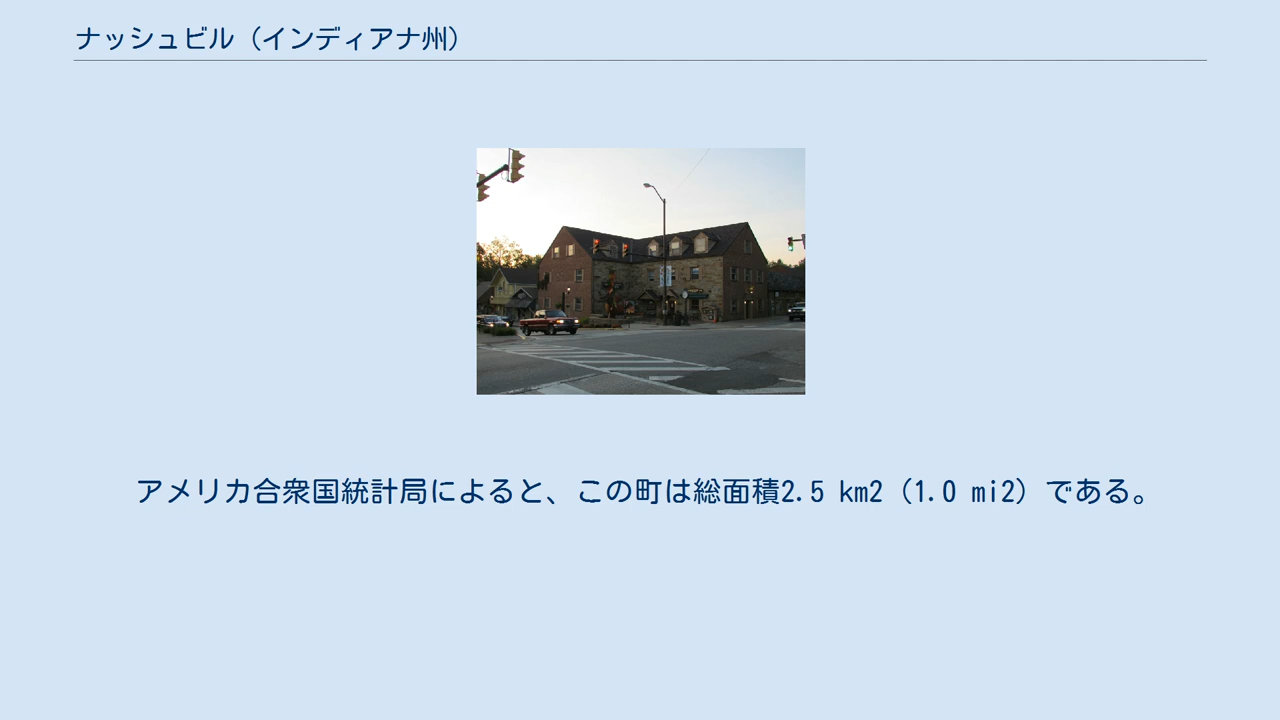 ナッシュビル（インディアナ州）
アメリカ合衆国統計局によると、この町は総面積2.5 km2（1.0 mi2）である。